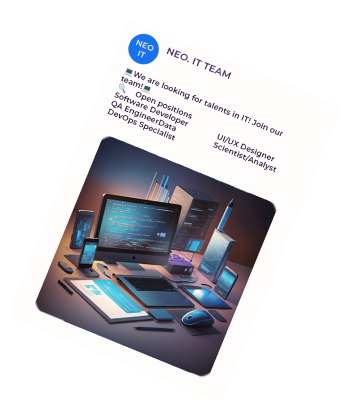 NEO
IT
NEO. IT TEAM
💻We are looking for talents in IT! Join our
team!💻
🔍 Open positions
Software Developer
UI/UX Designer
QA EngineerData
Scientist/Analyst
DevOps Specialist